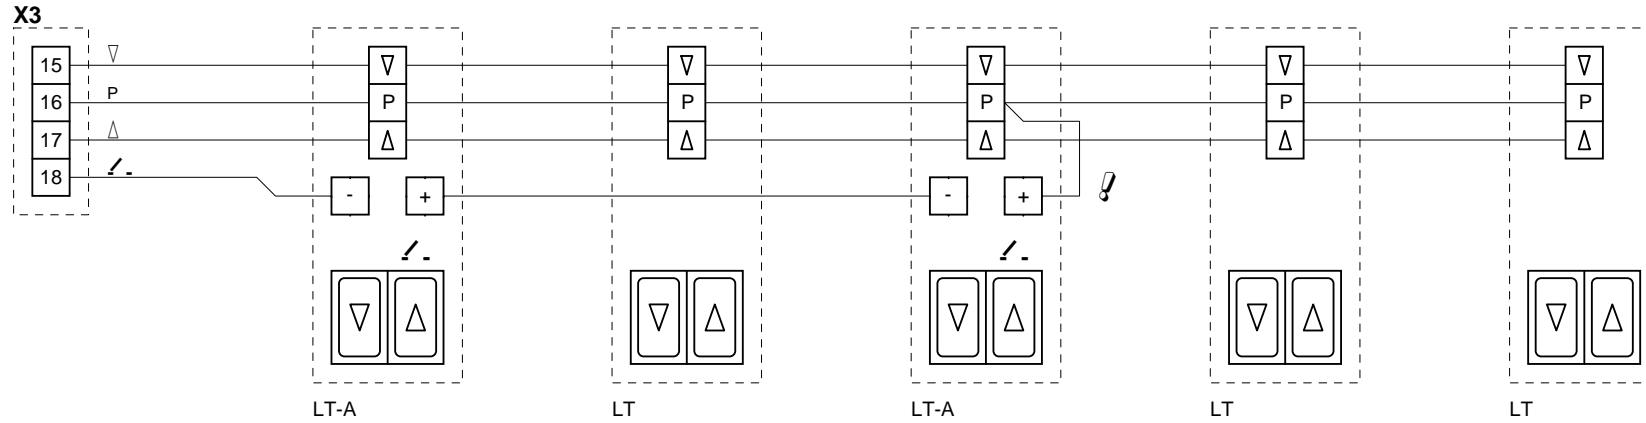 X3
15 ▽ ▽ ▽ ▽ ▽ ▽
16 P P P P P P
17 △ △ △ △ △ △
18
- + - +
▽ △ ▽ △ ▽ △ ▽ △ ▽ △
LT-A LT LT-A LT LT